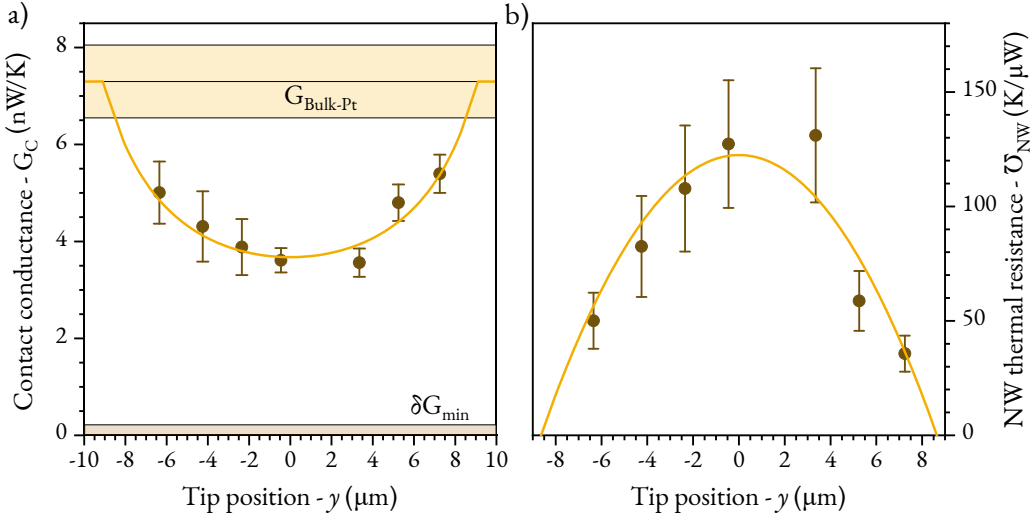 a)
b)
8
6
4
2
0
Contact conductance - G_C (nW/K)
G_Bulk-Pt
δG_min
-10 -8 -6 -4 -2 0 2 4 6 8 10
Tip position - y (μm)
150
100
50
0
NW thermal resistance - ℧_NW (K/μW)
-8 -6 -4 -2 0 2 4 6 8
Tip position - y (μm)